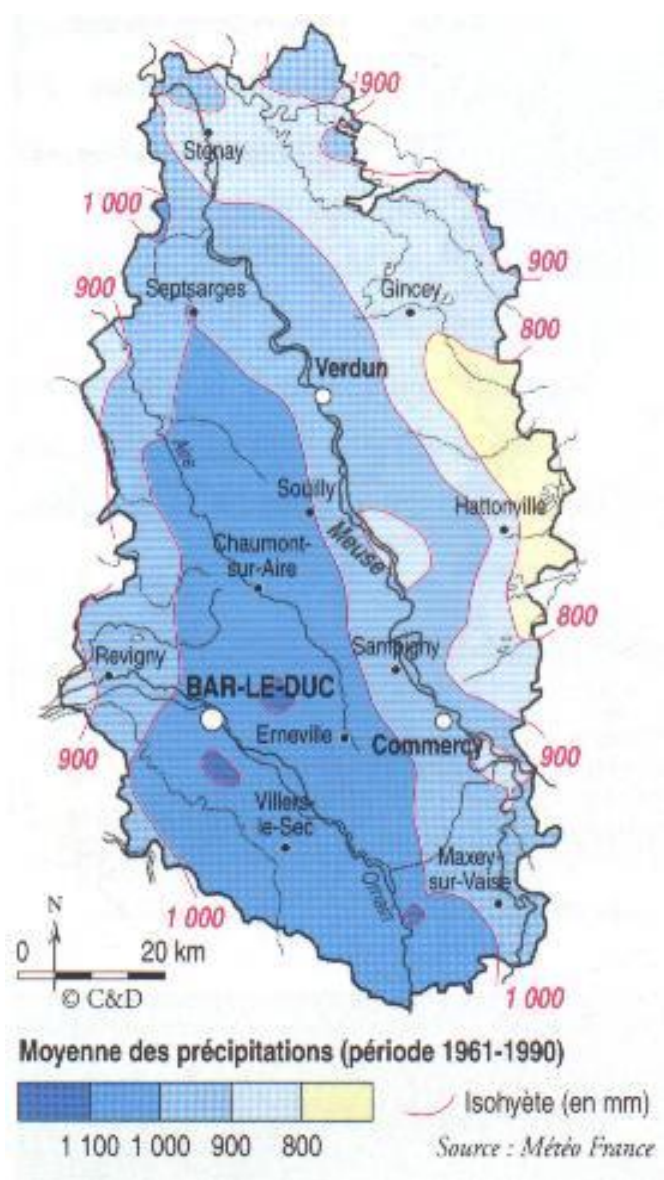 900
Stenay
1 000
900
900
Septsarges
Gincey
800
Verdun
Aire
Souilly
Hattonville
Meuse
Chaumont-
sur-Aire
800
Sampigny
Revigny
BAR-LE-DUC
Erneville
Commercy
900
900
Villers-
le-Sec
Maxey-
sur-Vaise
Ornain
1 000
N
0 20 km
© C&D
1 000
Moyenne des précipitations (période 1961-1990)
Isohyète (en mm)
1 100 1 000 900 800
Source : Météo France